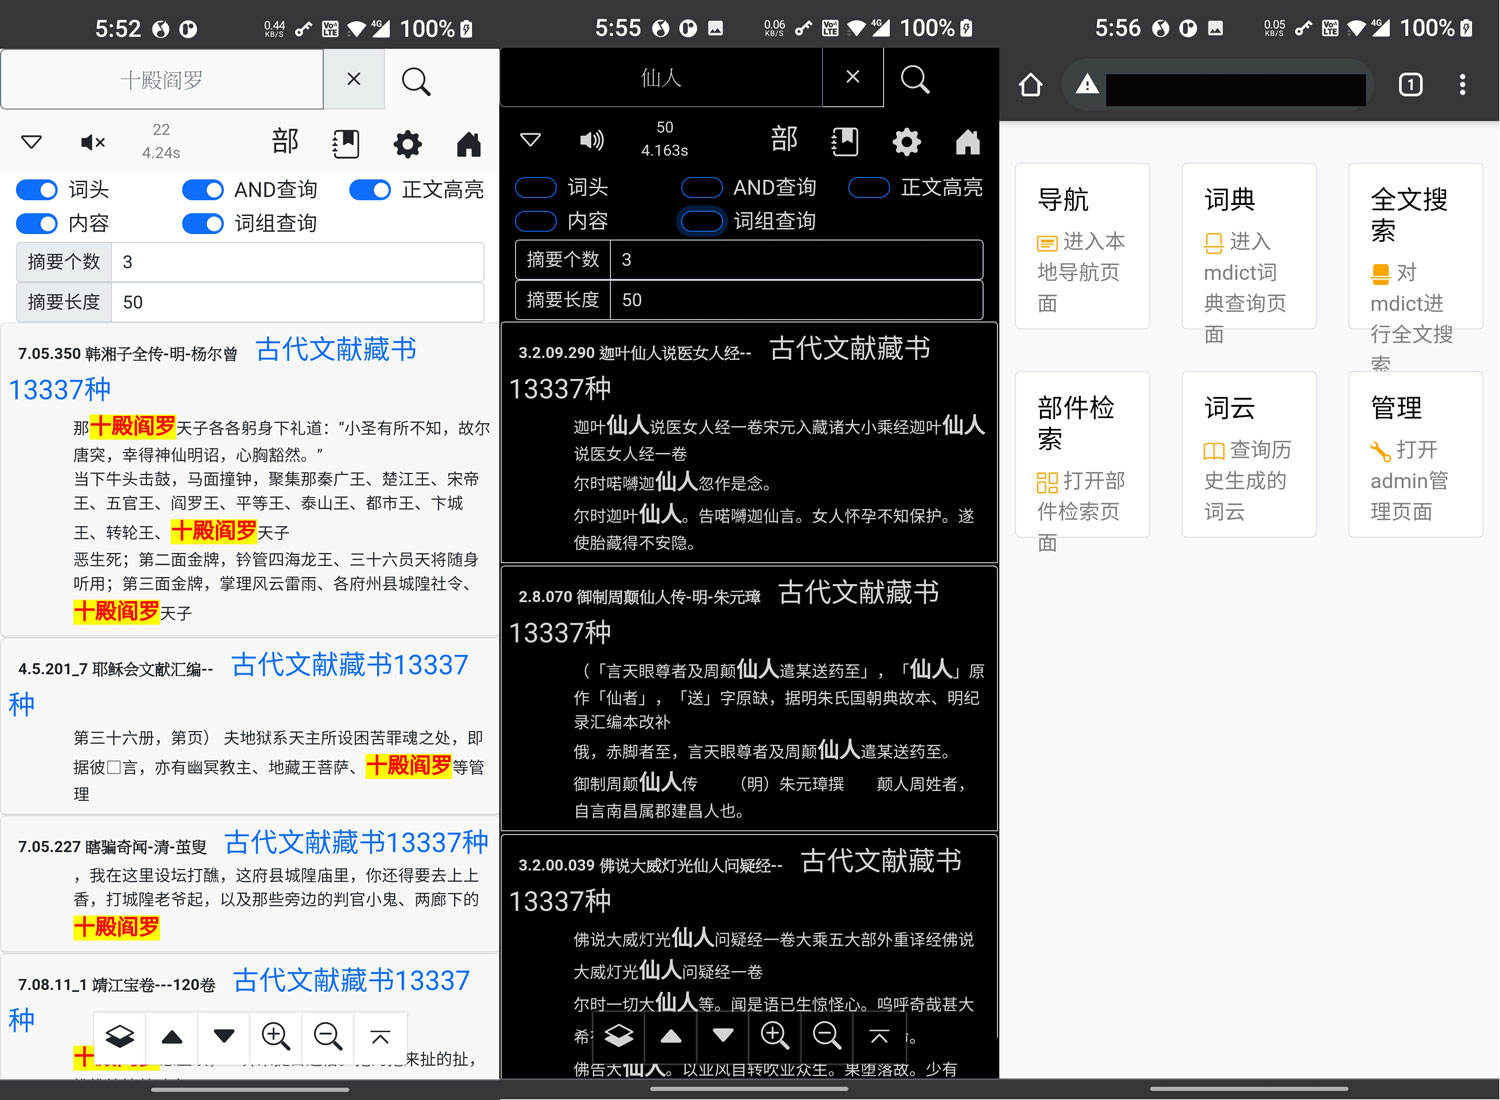 5:52
0.44
KB/S
Vo
LTE
4G
100%
十殿阎罗
×
22
4.24s
部
词头
AND查询
正文高亮
内容
词组查询
摘要个数
3
摘要长度
50
7.05.350 韩湘子全传-明-杨尔曾 古代文献藏书
13337种
那十殿阎罗天子各各躬身下礼道：“小圣有所不知，故尔
唐突，幸得神仙明诏，心胸豁然。”
当下牛头击鼓，马面撞钟，聚集那秦广王、楚江王、宋帝
王、五官王、阎罗王、平等王、泰山王、都市王、卞城
王、转轮王、十殿阎罗天子
恶生死；第二面金牌，钤管四海龙王、三十六员天将随身
听用；第三面金牌，掌理风云雷雨、各府州县城隍社令、
十殿阎罗天子
4.5.201_7 耶稣会文献汇编-- 古代文献藏书13337
种
第三十六册，第页） 夫地狱系天主所设困苦罪魂之处，即
据彼□言，亦有幽冥教主、地藏王菩萨、十殿阎罗等管
理
7.05.227 瞎骗奇闻-清-茧叟 古代文献藏书13337种
，我在这里设坛打醮，这府县城隍庙里，你还得要去上上
香，打城隍老爷起，以及那些旁边的判官小鬼、两廊下的
十殿阎罗
7.08.11_1 靖江宝卷---120卷 古代文献藏书13337
种
十
来扯的扯，
5:55
0.06
KB/S
Vo
LTE
4G
100%
仙人
×
50
4.163s
部
词头
AND查询
正文高亮
内容
词组查询
摘要个数
3
摘要长度
50
3.2.09.290 迦叶仙人说医女人经-- 古代文献藏书
13337种
迦叶仙人说医女人经一卷宋元入藏诸大小乘经迦叶仙人
说医女人经一卷
尔时喏嚩迦仙人忽作是念。
尔时迦叶仙人。告喏嚩迦仙言。女人怀孕不知保护。遂
使胎藏得不安隐。
2.8.070 御制周颠仙人传-明-朱元璋 古代文献藏书
13337种
（「言天眼尊者及周颠仙人遣某送药至」，「仙人」原
作「仙者」，「送」字原缺，据明朱氏国朝典故本、明纪
录汇编本改补
俄，赤脚者至，言天眼尊者及周颠仙人遣某送药至。
御制周颠仙人传 （明）朱元璋撰 颠人周姓者，
自言南昌属郡建昌人也。
3.2.00.039 佛说大威灯光仙人问疑经-- 古代文献藏书
13337种
佛说大威灯光仙人问疑经一卷大乘五大部外重译经佛说
大威灯光仙人问疑经一卷
尔时一切大仙人等。闻是语已生惊怪心。呜呼奇哉甚大
希
。
佛告大仙人。以业风自转吹业众生。果堕落故。少有
5:56
0.05
KB/S
Vo
LTE
4G
100%
1
导航
进入本
地导航页
面
词典
进入
mdict词
典查询页
面
全文搜
索
对
mdict进
行全文搜
索
部件检
索
打开部
件检索页
面
词云
查询历
史生成的
词云
管理
打开
admin管
理页面